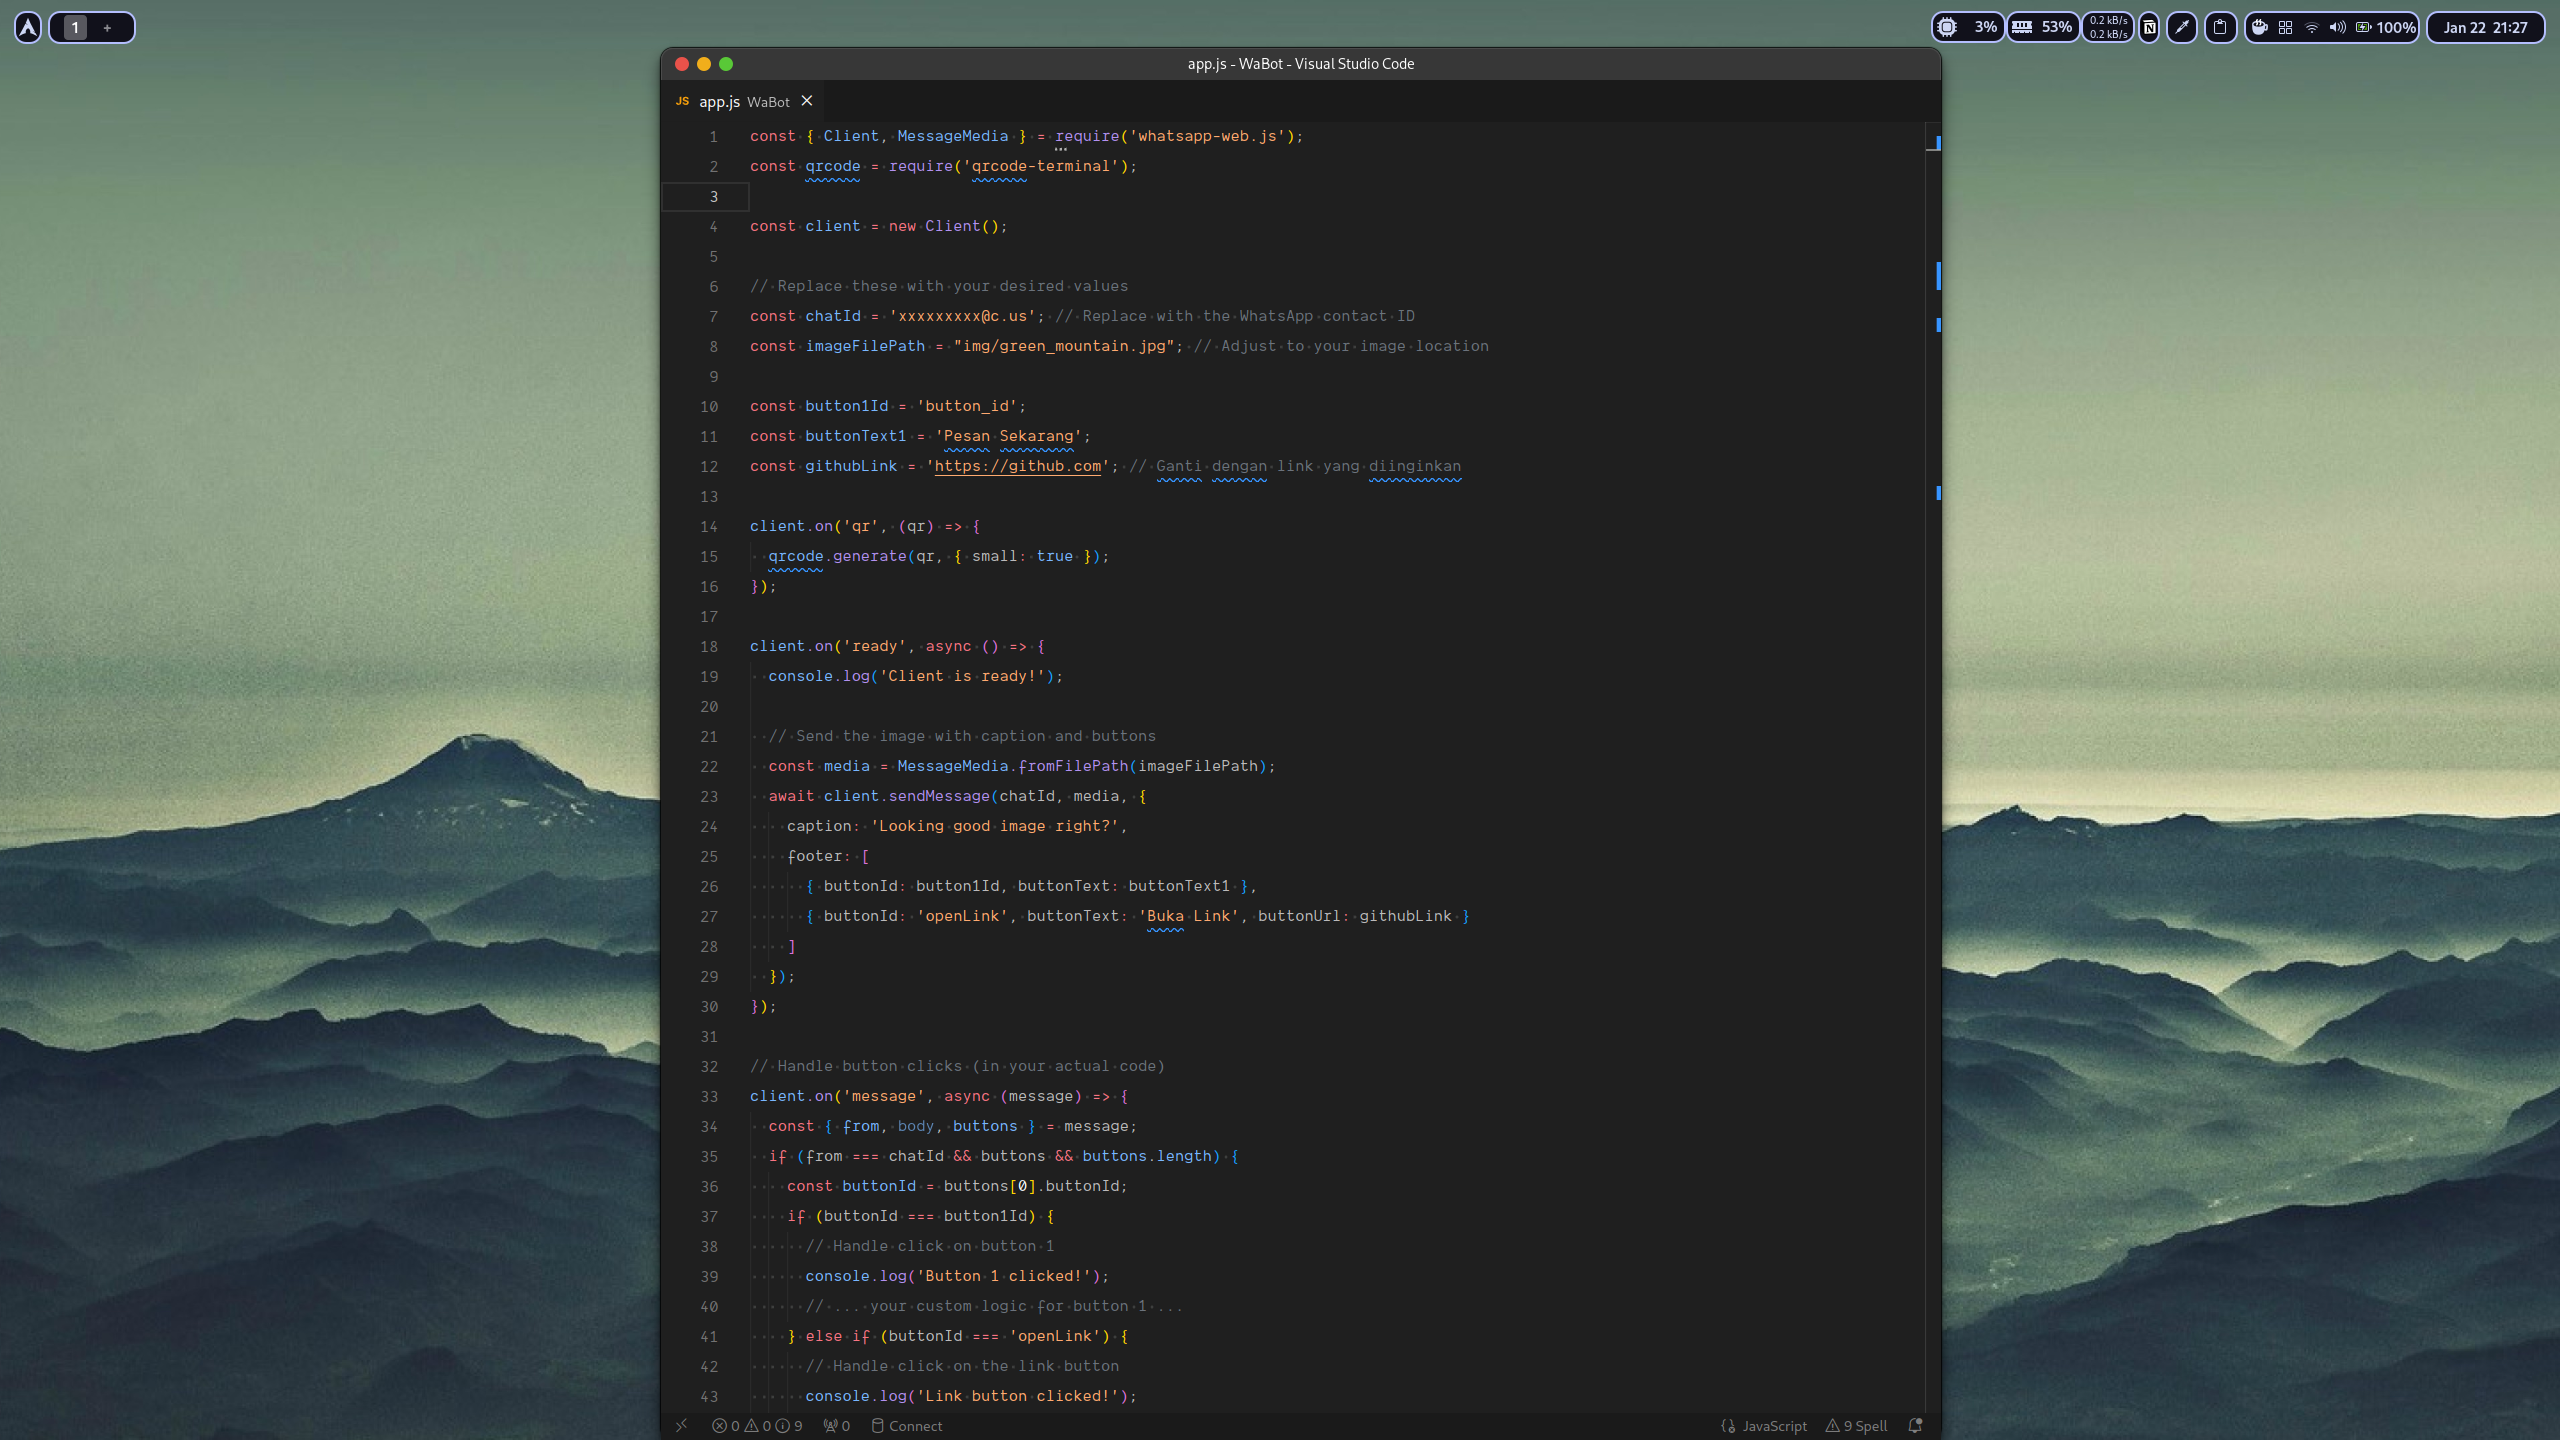 1 +
3% 53% 0.2 kB/s 0.2 kB/s 100% Jan 22 21:27
app.js - WaBot - Visual Studio Code
JS app.js WaBot
1 const { Client, MessageMedia } = require('whatsapp-web.js');
2 const qrcode = require('qrcode-terminal');
3
4 const client = new Client();
5
6 // Replace these with your desired values
7 const chatId = 'xxxxxxxxx@c.us'; // Replace with the WhatsApp contact ID
8 const imageFilePath = "img/green_mountain.jpg"; // Adjust to your image location
9
10 const button1Id = 'button_id';
11 const buttonText1 = 'Pesan Sekarang';
12 const githubLink = 'https://github.com'; // Ganti dengan link yang diinginkan
13
14 client.on('qr', (qr) => {
15 qrcode.generate(qr, { small: true });
16 });
17
18 client.on('ready', async () => {
19 console.log('Client is ready!');
20
21 // Send the image with caption and buttons
22 const media = MessageMedia.fromFilePath(imageFilePath);
23 await client.sendMessage(chatId, media, {
24 caption: 'Looking good image right?',
25 footer: [
26 { buttonId: button1Id, buttonText: buttonText1 },
27 { buttonId: 'openLink', buttonText: 'Buka Link', buttonUrl: githubLink }
28 ]
29 });
30 });
31
32 // Handle button clicks (in your actual code)
33 client.on('message', async (message) => {
34 const { from, body, buttons } = message;
35 if (from === chatId && buttons && buttons.length) {
36 const buttonId = buttons[0].buttonId;
37 if (buttonId === button1Id) {
38 // Handle click on button 1
39 console.log('Button 1 clicked!');
40 // ... your custom logic for button 1 ...
41 } else if (buttonId === 'openLink') {
42 // Handle click on the link button
43 console.log('Link button clicked!');
0 0 9 0 Connect JavaScript 9 Spell